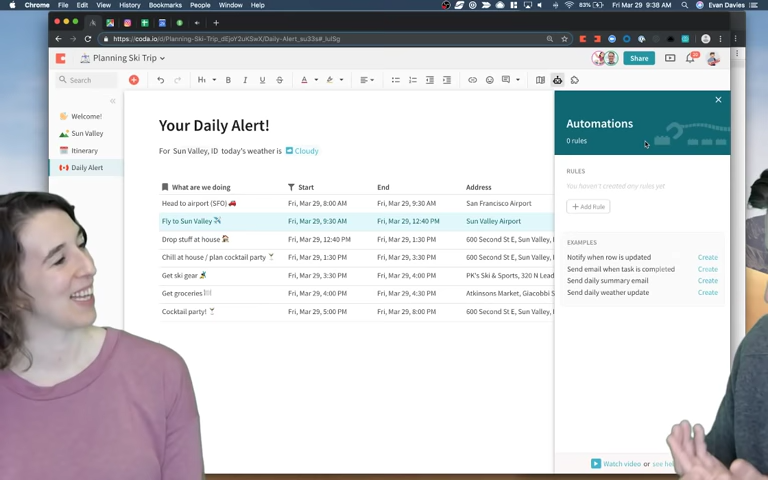 Chrome File Edit View History Bookmarks People Window Help
83% Fri Mar 29 9:38 AM Evan Davies
Planning Ski Trip
Share
Search
H1 B I U S A
Welcome!
Sun Valley
Itinerary
Daily Alert
Your Daily Alert!
For Sun Valley, ID today's weather is Cloudy
What are we doing Start End Address
Head to airport (SFO) Fri, Mar 29, 8:00 AM Fri, Mar 29, 9:30 AM San Francisco Airport
Fly to Sun Valley Fri, Mar 29, 9:30 AM Fri, Mar 29, 12:40 PM Sun Valley Airport
Drop stuff at house Fri, Mar 29, 12:40 PM Fri, Mar 29, 1:30 PM 600 Second St E, Sun Valley,
Chill at house / plan cocktail party Fri, Mar 29, 1:30 PM Fri, Mar 29, 3:30 PM 600 Second St E, Sun Valley,
Get ski gear Fri, Mar 29, 3:30 PM Fri, Mar 29, 4:00 PM PK's Ski & Sports, 320 N Lead
Get groceries Fri, Mar 29, 4:00 PM Fri, Mar 29, 4:30 PM Atkinsons Market, Giacobbi S
Cocktail party! Fri, Mar 29, 5:00 PM Fri, Mar 29, 8:00 PM 600 Second St E, Sun Valley,
Automations
0 rules
RULES
You haven't created any rules yet
+ Add Rule
EXAMPLES
Notify when row is updated Create
Send email when task is completed Create
Send daily summary email Create
Send daily weather update Create
Watch video or see